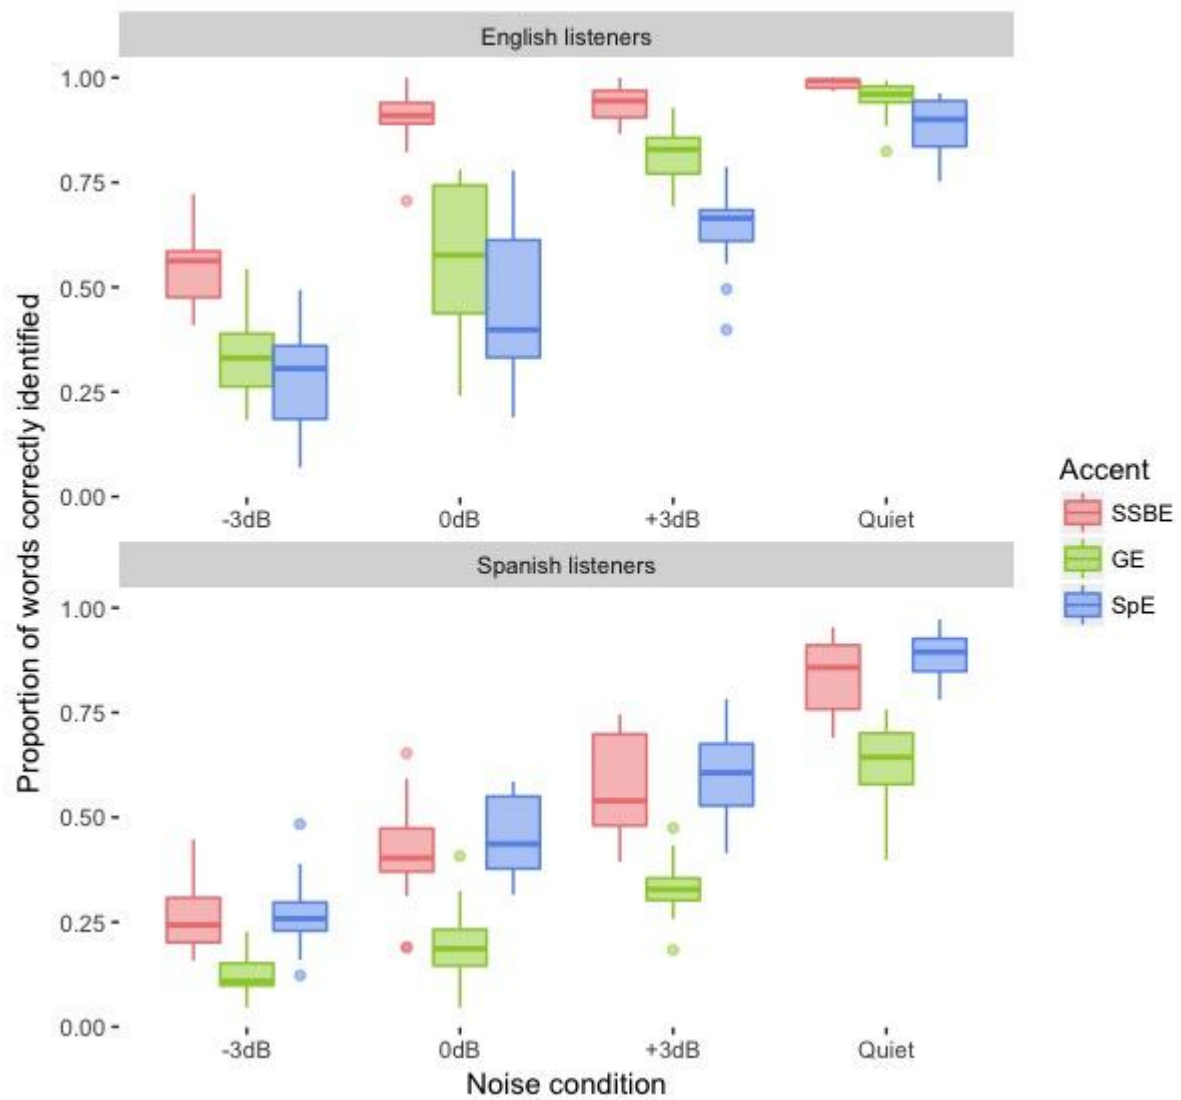 English listeners
1.00
0.75
0.50
0.25
0.00
-3dB 0dB +3dB Quiet
Proportion of words correctly identified
Spanish listeners
1.00
0.75
0.50
0.25
0.00
-3dB 0dB +3dB Quiet
Noise condition
Accent
SSBE
GE
SpE